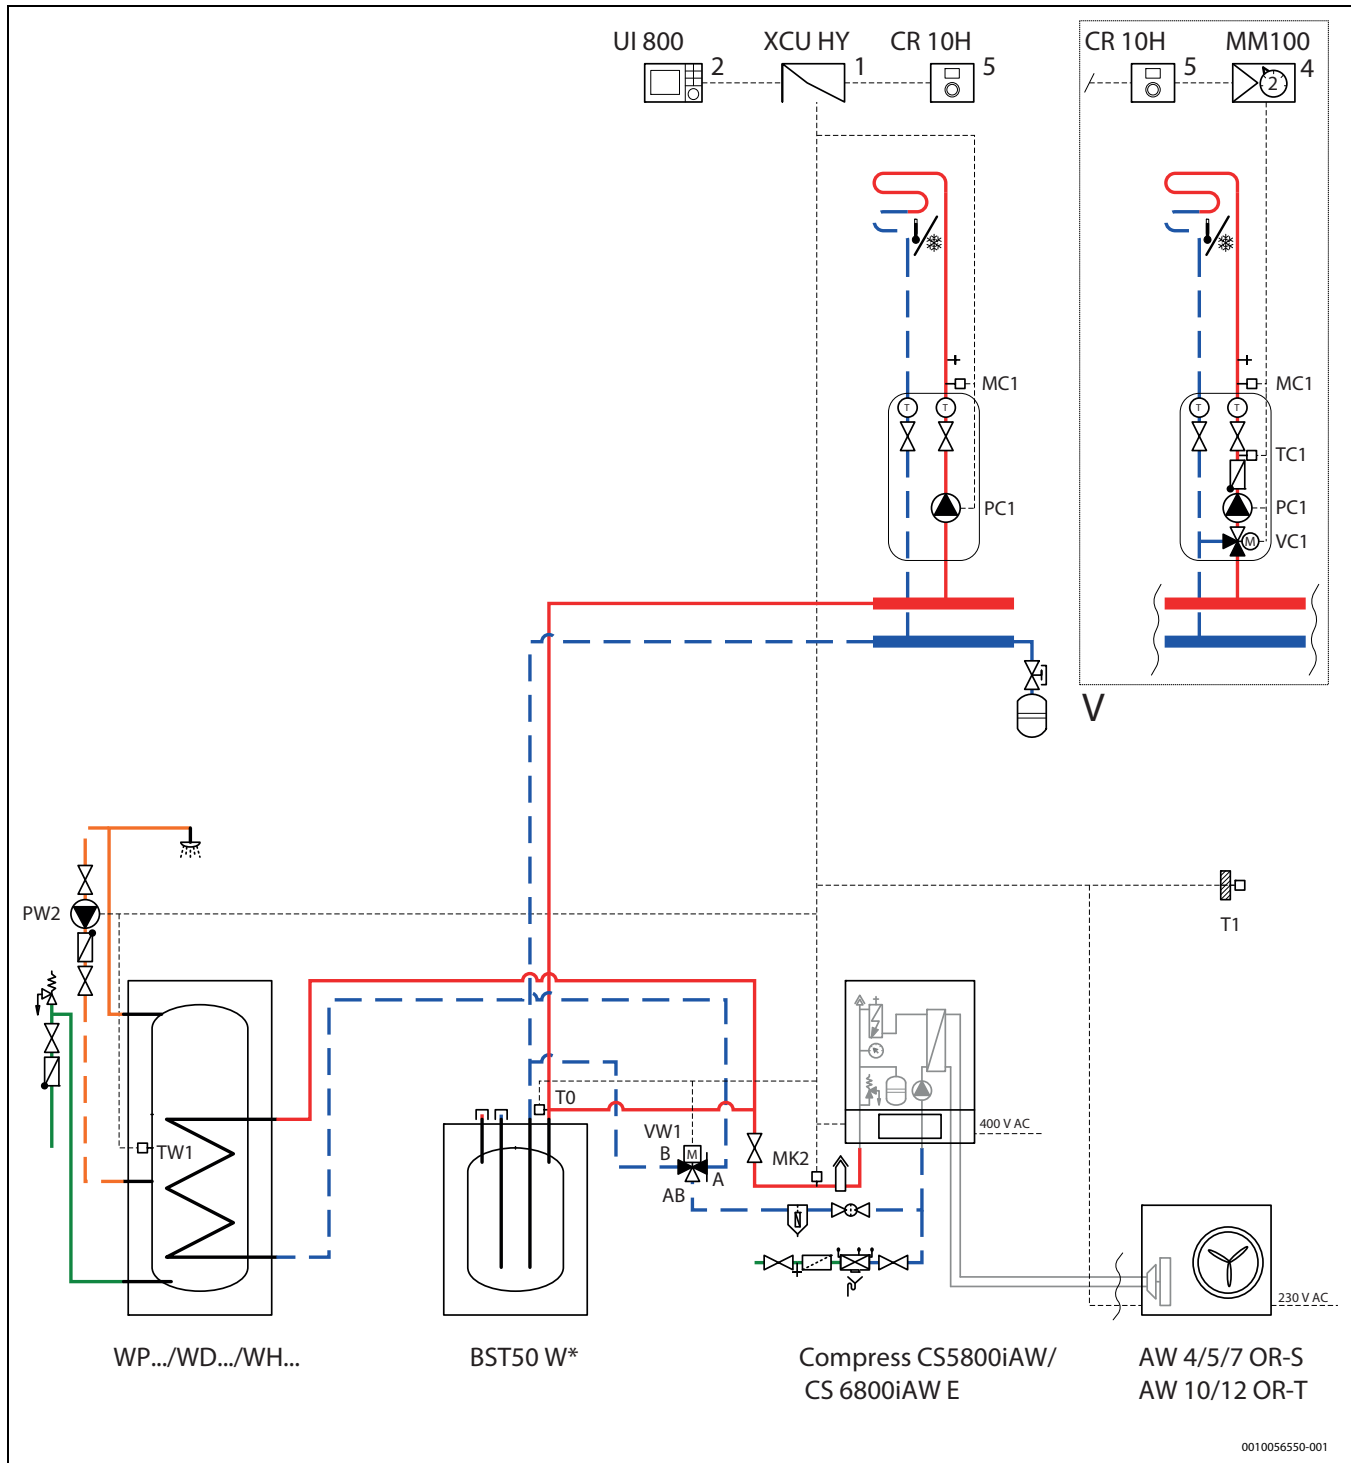 UI 800 XCU HY CR 10H CR 10H MM100
2 1 5 5 4
2
MC1 MC1
T T T T
TC1
PC1 PC1
M VC1
V
PW2
T1
T0
400 V AC
VW1
TW1 B M MK2
A
AB
230 V AC
WP.../WD.../WH... BST50 W* Compress CS5800iAW/ AW 4/5/7 OR-S
CS 6800iAW E AW 10/12 OR-T
0010056550-001